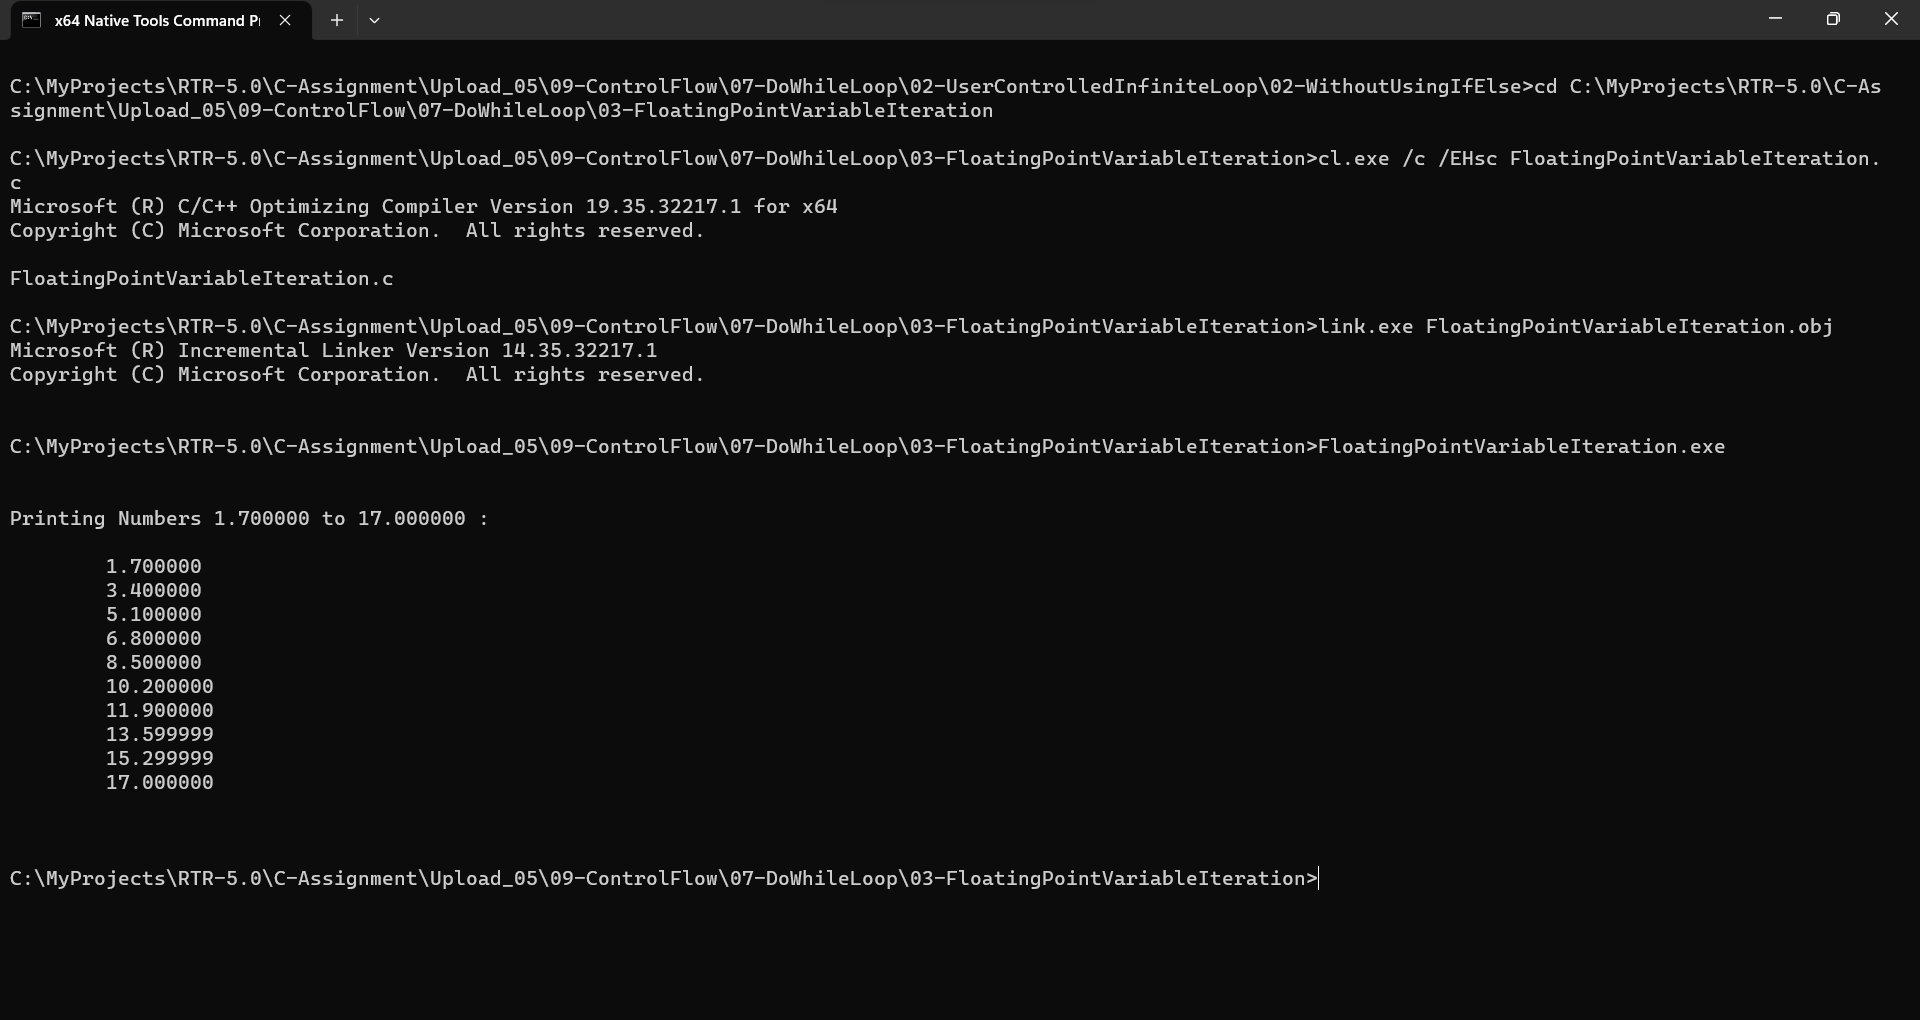 x64 Native Tools Command P
C:\MyProjects\RTR-5.0\C-Assignment\Upload_05\09-ControlFlow\07-DoWhileLoop\02-UserControlledInfiniteLoop\02-WithoutUsingIfElse>cd C:\MyProjects\RTR-5.0\C-As
signment\Upload_05\09-ControlFlow\07-DoWhileLoop\03-FloatingPointVariableIteration
C:\MyProjects\RTR-5.0\C-Assignment\Upload_05\09-ControlFlow\07-DoWhileLoop\03-FloatingPointVariableIteration>cl.exe /c /EHsc FloatingPointVariableIteration.
c
Microsoft (R) C/C++ Optimizing Compiler Version 19.35.32217.1 for x64
Copyright (C) Microsoft Corporation.  All rights reserved.
FloatingPointVariableIteration.c
C:\MyProjects\RTR-5.0\C-Assignment\Upload_05\09-ControlFlow\07-DoWhileLoop\03-FloatingPointVariableIteration>link.exe FloatingPointVariableIteration.obj
Microsoft (R) Incremental Linker Version 14.35.32217.1
Copyright (C) Microsoft Corporation.  All rights reserved.
C:\MyProjects\RTR-5.0\C-Assignment\Upload_05\09-ControlFlow\07-DoWhileLoop\03-FloatingPointVariableIteration>FloatingPointVariableIteration.exe
Printing Numbers 1.700000 to 17.000000 :
1.700000
3.400000
5.100000
6.800000
8.500000
10.200000
11.900000
13.599999
15.299999
17.000000
C:\MyProjects\RTR-5.0\C-Assignment\Upload_05\09-ControlFlow\07-DoWhileLoop\03-FloatingPointVariableIteration>